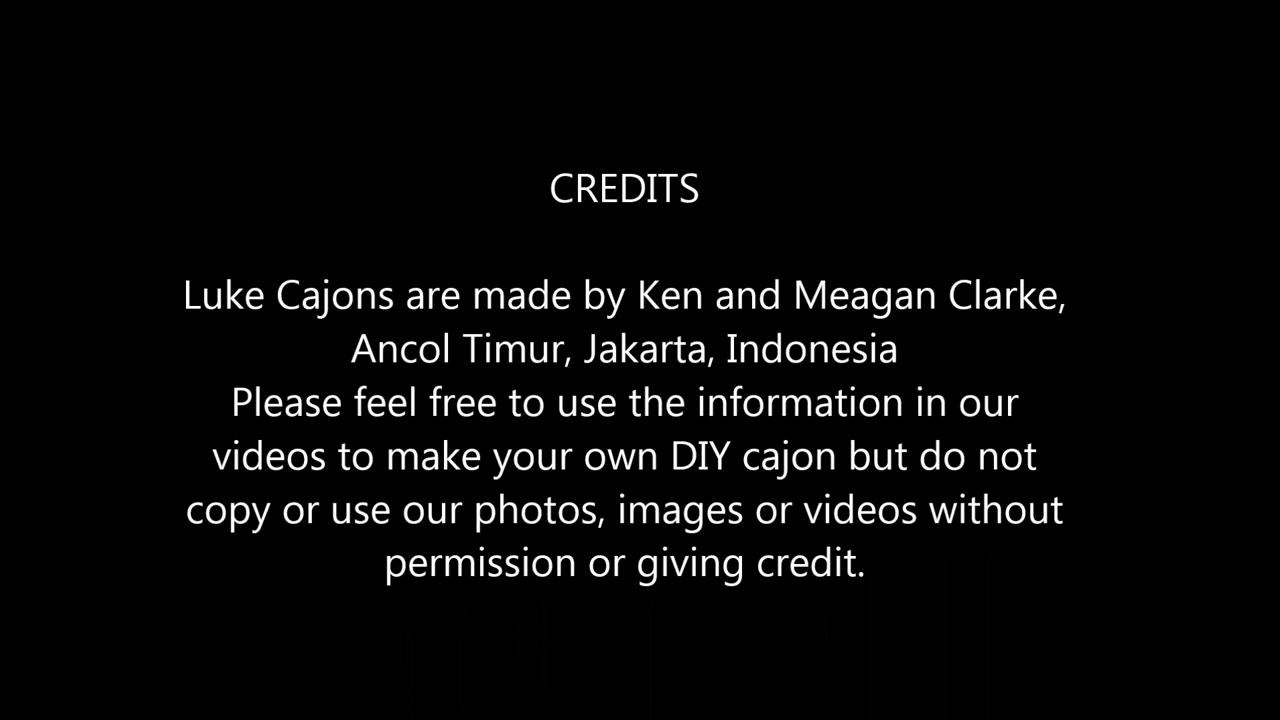 CREDITS
Luke Cajons are made by Ken and Meagan Clarke,
Ancol Timur, Jakarta, Indonesia
Please feel free to use the information in our
videos to make your own DIY cajon but do not
copy or use our photos, images or videos without
permission or giving credit.